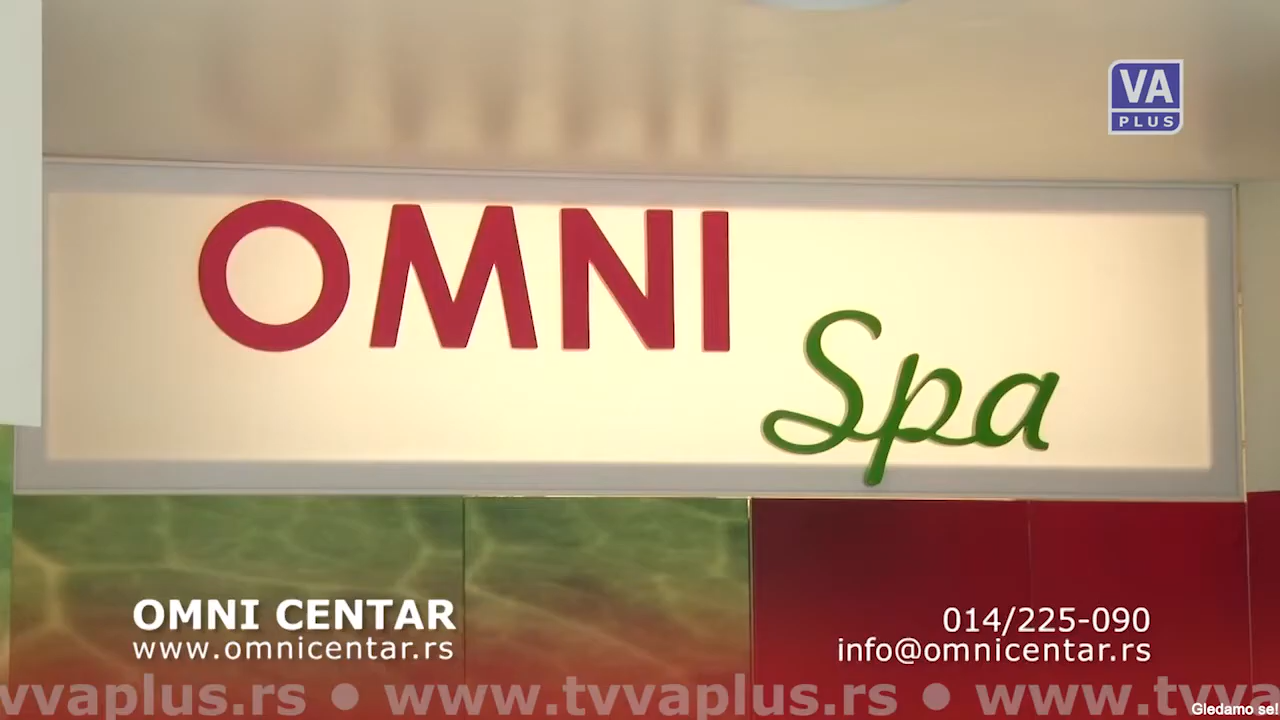 VA
PLUS
OMNI
Spa
OMNI CENTAR
www.omnicentar.rs
014/225-090
info@omnicentar.rs
vvaplus.rs ● www.tvvaplus.rs ● www.tvva
Gledamo se!